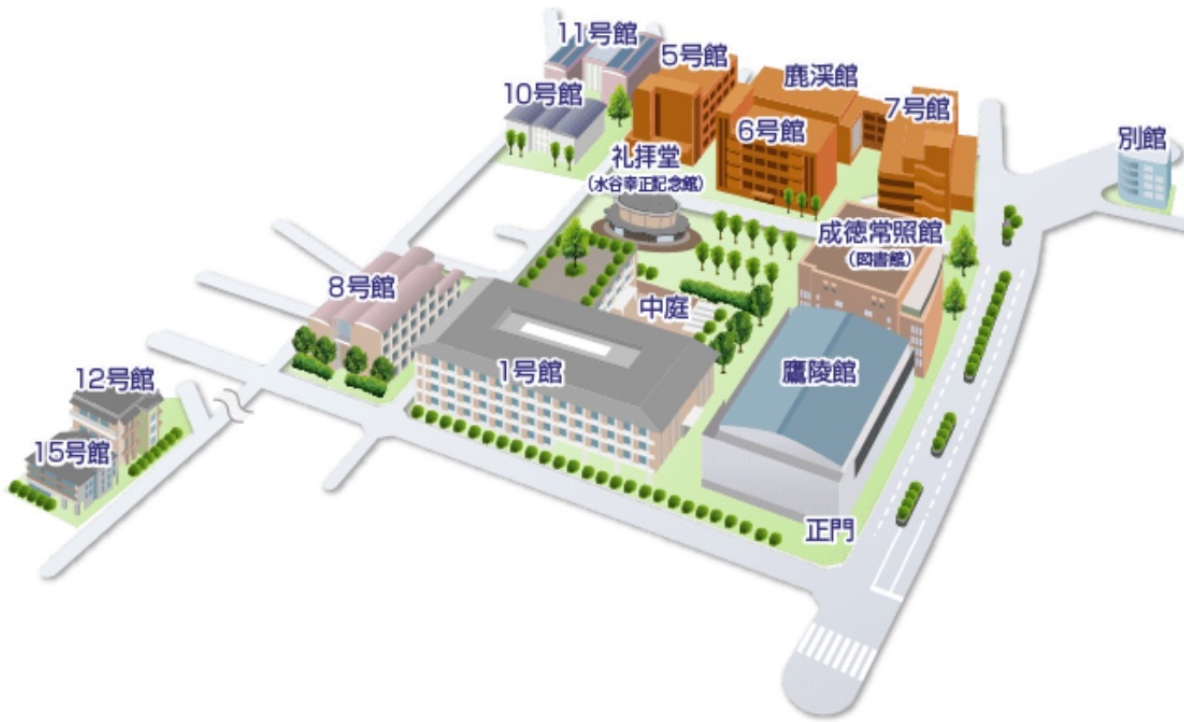 11号館
5号館
鹿渓館
10号館
6号館
7号館
別館
礼拝堂
(水谷幸正記念館)
成徳常照館
(図書館)
8号館
中庭
1号館
鷹陵館
12号館
15号館
正門